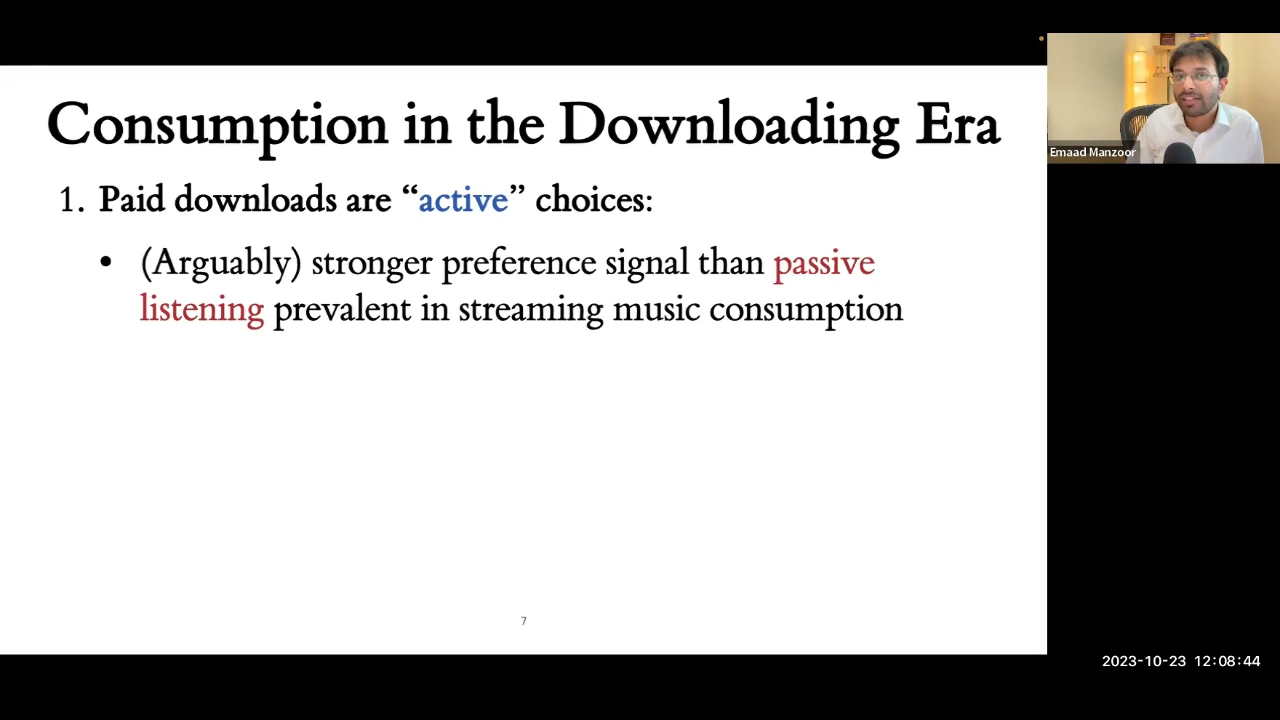 Consumption in the Downloading Era
1. Paid downloads are “active” choices:
• (Arguably) stronger preference signal than passive
listening prevalent in streaming music consumption
7
Emaad Manzoor
2023-10-23 12:08:44